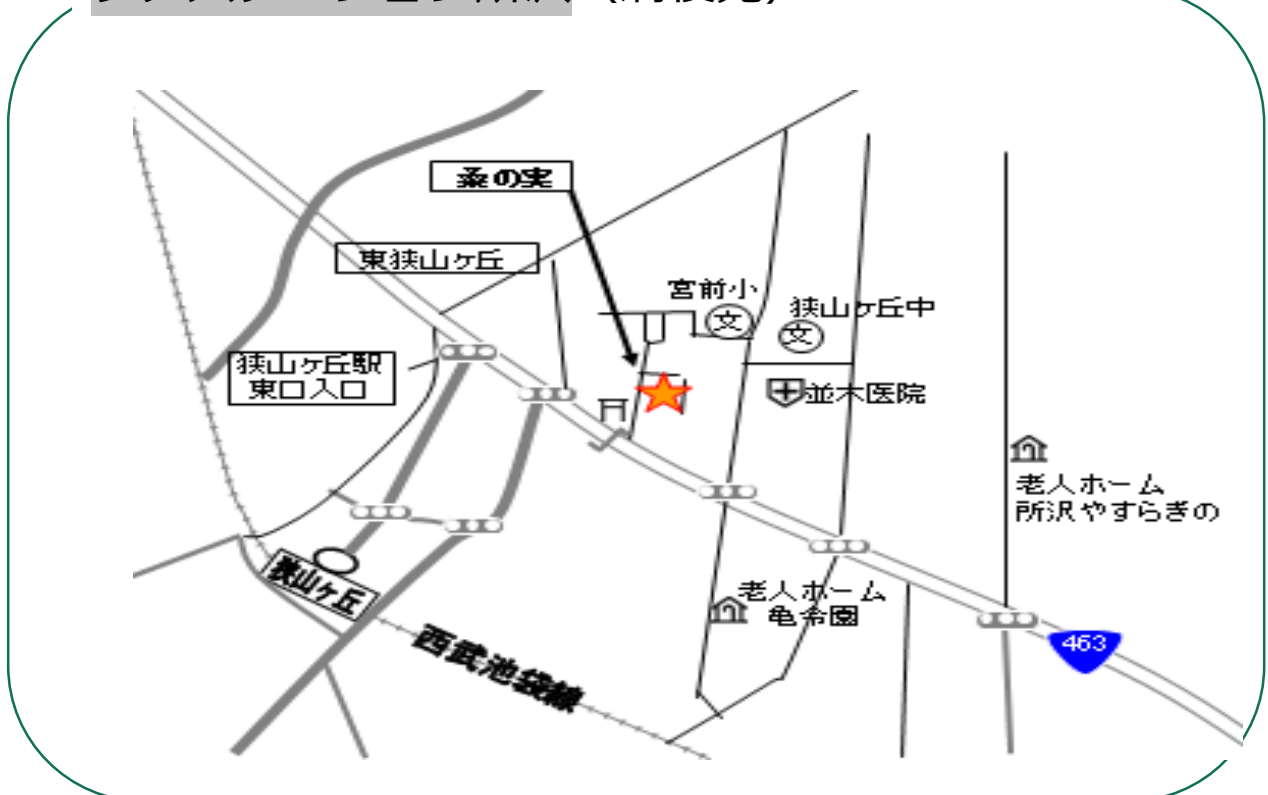 桑の実
東狭山ヶ丘
宮前小
文
狭山ヶ丘中
文
狭山ヶ丘駅
東口入口
並木医院
老人ホーム
所沢やすらぎの
狭山ヶ丘
老人ホーム
亀令園
463
西武池袋線